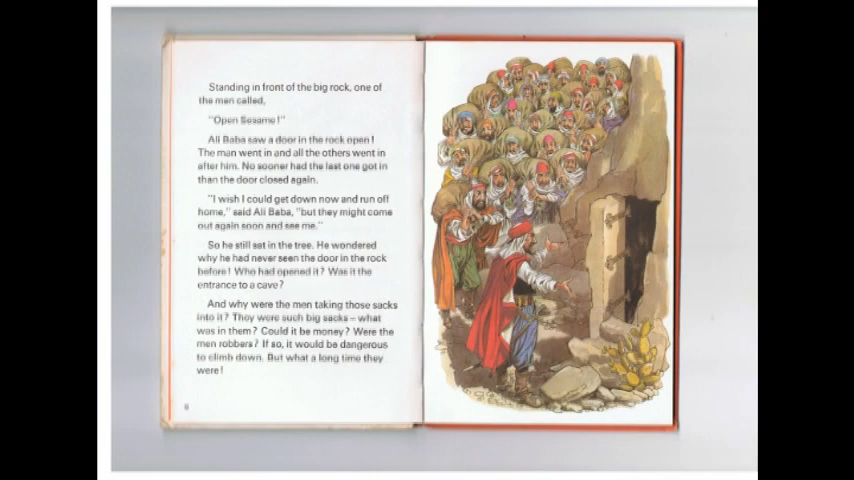 Standing in front of the big rock, one of
the men called,
"Open Sesame!"
Ali Baba saw a door in the rock open!
The man went in and all the others went in
after him. No sooner had the last one got in
than the door closed again.
"I wish I could get down now and run off
home," said Ali Baba, "but they might come
out again soon and see me."
So he still sat in the tree. He wondered
why he had never seen the door in the rock
before! Who had opened it? Was it the
entrance to a cave?
And why were the men taking those sacks
into it? They were such big sacks – what
was in them? Could it be money? Were the
men robbers? If so, it would be dangerous
to climb down. But what a long time they
were!